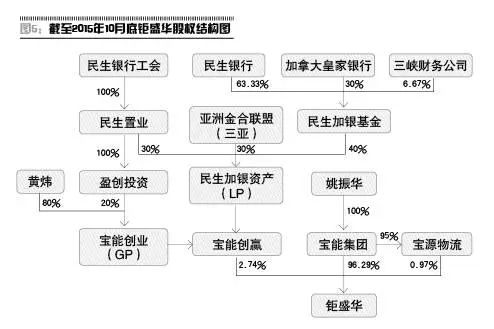 图5：截至2015年10月底钜盛华股权结构图
民生银行工会
民生银行
加拿大皇家银行
三峡财务公司
100%
63.33%
30%
6.67%
民生置业
亚洲金合联盟
（三亚）
民生加银基金
100%
30%
30%
40%
黄炜
盈创投资
民生加银资产
（LP）
姚振华
80%
20%
100%
宝能创业
（GP）
宝能创赢
宝能集团
95%
宝源物流
2.74%
96.29%
0.97%
钜盛华